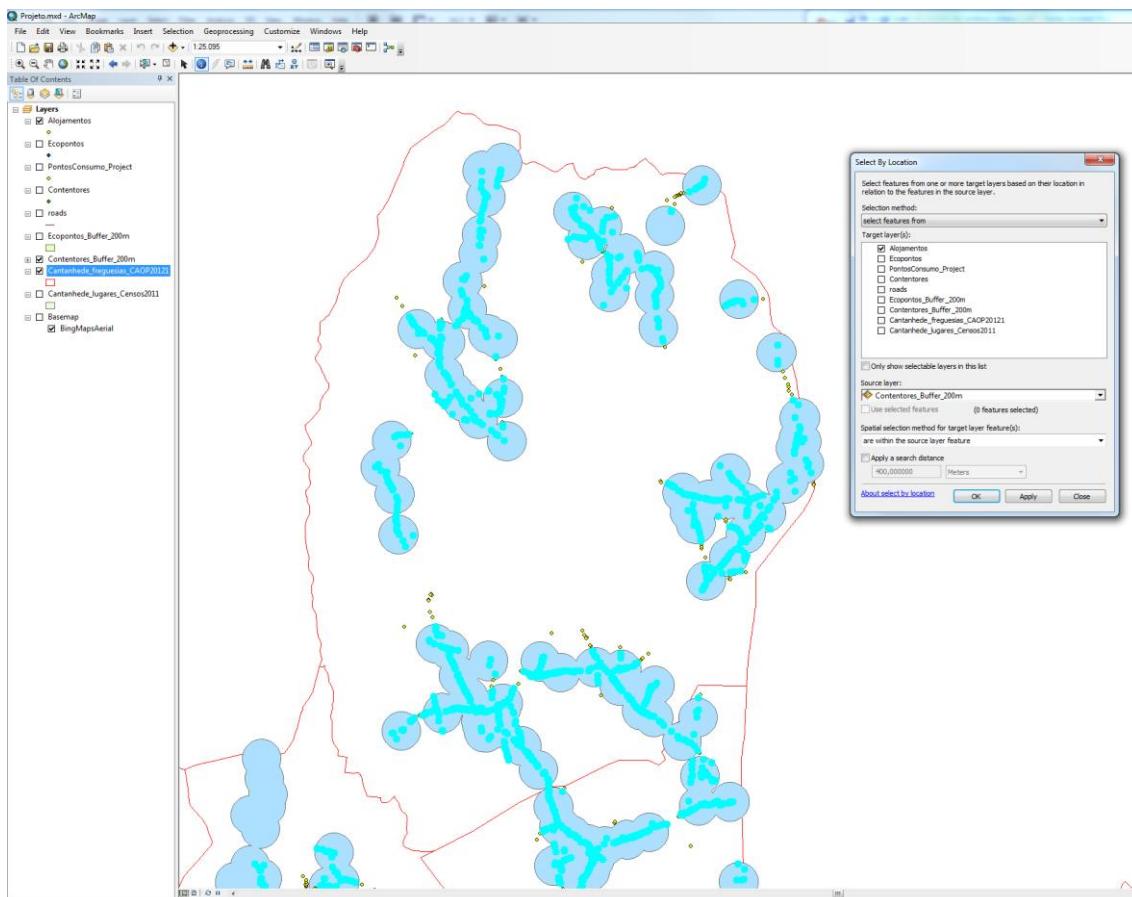 Projeto.mxd - ArcMap
File Edit View Bookmarks Insert Selection Geoprocessing Customize Windows Help
1:25.095
Table Of Contents
Layers
Alojamentos
Ecopontos
PontosConsumo_Project
Contentores
roads
Ecopontos_Buffer_200m
Contentores_Buffer_200m
Cantanhede_freguesias_CAOP20121
Cantanhede_lugares_Censos2011
Basemap
BingMapsAerial
Select By Location
Select features from one or more target layers based on their location in
relation to the features in the source layer.
Selection method:
select features from
Target layer(s):
Alojamentos
Ecopontos
PontosConsumo_Project
Contentores
roads
Ecopontos_Buffer_200m
Contentores_Buffer_200m
Cantanhede_freguesias_CAOP20121
Cantanhede_lugares_Censos2011
Only show selectable layers in this list
Source layer:
Contentores_Buffer_200m
Use selected features (0 features selected)
Spatial selection method for target layer feature(s):
are within the source layer feature
Apply a search distance
400,000000 Meters
About select by location OK Apply Close